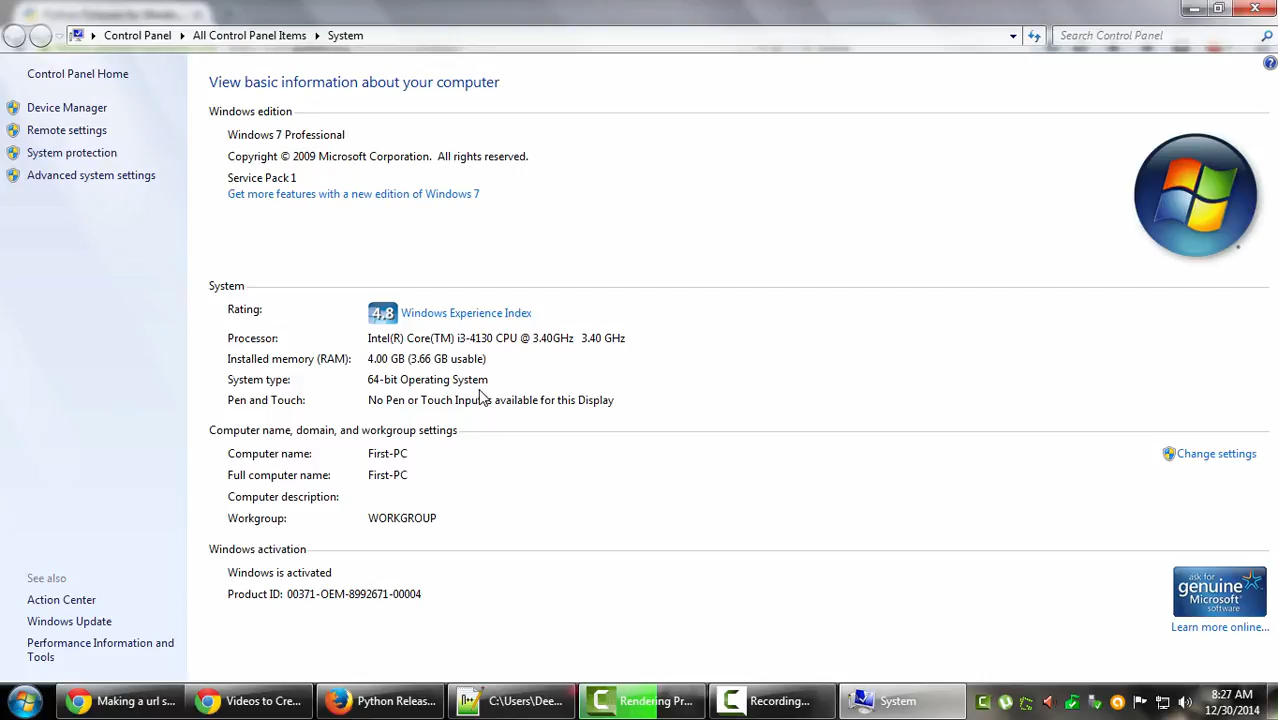 Control Panel
All Control Panel Items
System
Search Control Panel
Control Panel Home
Device Manager
Remote settings
System protection
Advanced system settings
View basic information about your computer
Windows edition
Windows 7 Professional
Copyright © 2009 Microsoft Corporation. All rights reserved.
Service Pack 1
Get more features with a new edition of Windows 7
System
Rating:
4.8 Windows Experience Index
Processor: Intel(R) Core(TM) i3-4130 CPU @ 3.40GHz 3.40 GHz
Installed memory (RAM): 4.00 GB (3.66 GB usable)
System type: 64-bit Operating System
Pen and Touch: No Pen or Touch Input is available for this Display
Computer name, domain, and workgroup settings
Computer name: First-PC
Change settings
Full computer name: First-PC
Computer description:
Workgroup: WORKGROUP
Windows activation
Windows is activated
Product ID: 00371-OEM-8992671-00004
ask for
genuine
Microsoft
software
Learn more online...
See also
Action Center
Windows Update
Performance Information and
Tools
Making a url s...
Videos to Cre...
Python Releas...
C:\Users\Dee...
Rendering Pr...
Recording...
System
8:27 AM
12/30/2014